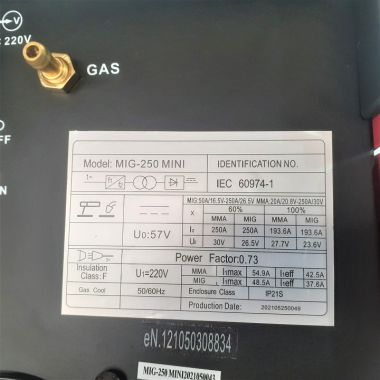 V
220V
GAS
FF
N
Model: MIG-250 MINI
IDENTIFICATION NO.
IEC 60974-1
MIG:50A/16.5V-250A/26.5V MMA:20A/20.8V-250A/30V
X 60% 100%
MMA MIG MMA MIG
I₂ 250A 250A 193.6A 193.6A
U₀:57V
U₂ 30V 26.5V 27.7V 23.6V
Power Factor:0.73
Insulation
Class: F
U₁=220V
MMA I₁max 54.9A I₁eff 42.5A
MIG I₁max 48.5A I₁eff 37.6A
Gas Cool
50/60Hz
Enclosure Class IP21S
Production Date: 202105250049
eN.121050308834
MIG-250 MINI2021050043